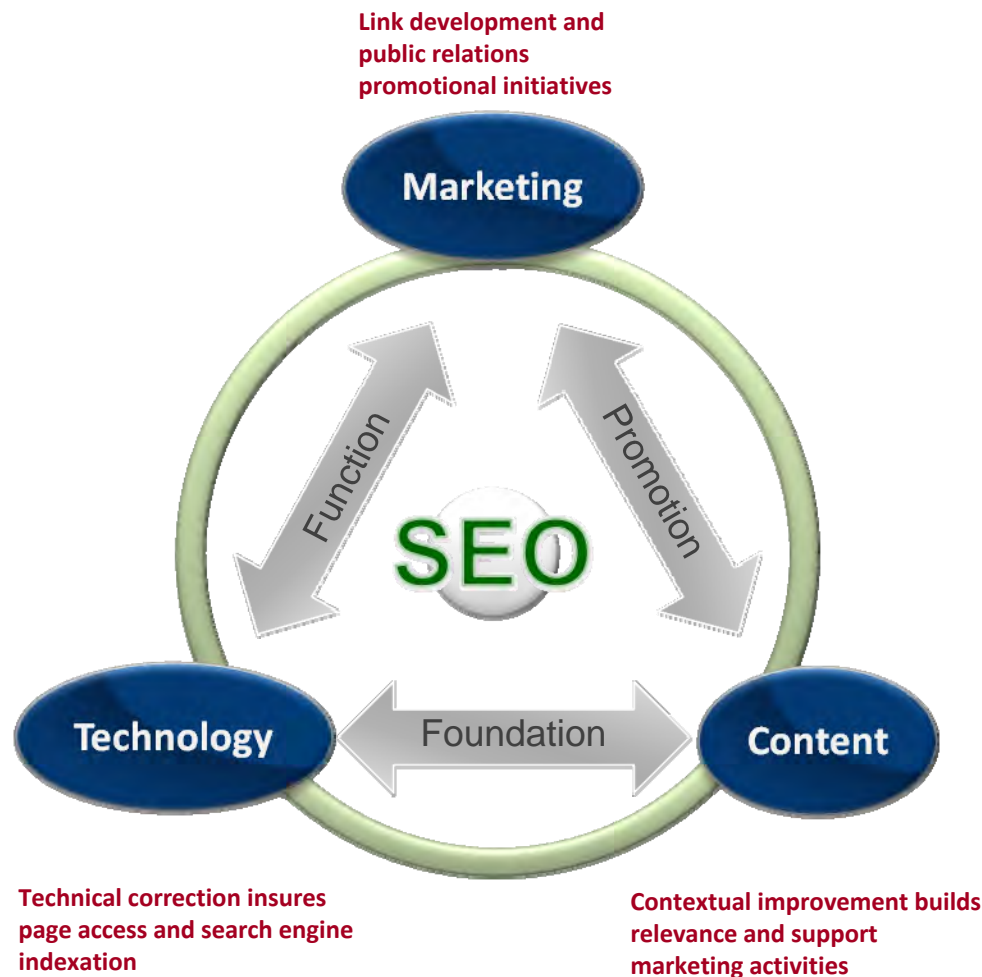 Link development and
public relations
promotional initiatives
Marketing
Function
Promotion
SEO
Technology
Foundation
Content
Technical correction insures
page access and search engine
indexation
Contextual improvement builds
relevance and support
marketing activities